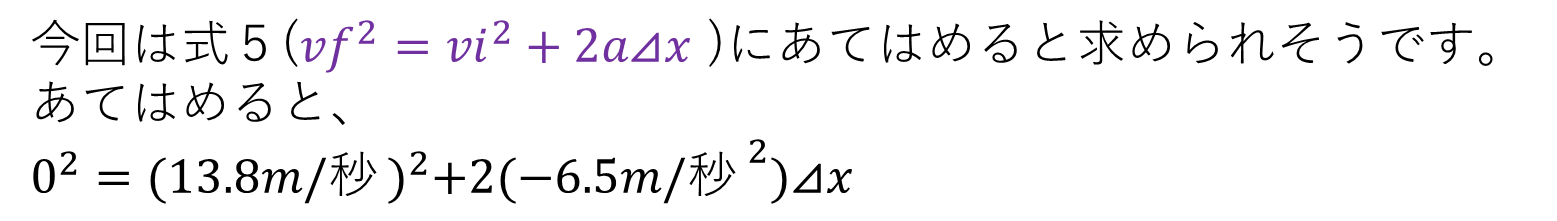 今回は式５(vf² = vi² + 2a⊿x )にあてはめると求められそうです。
あてはめると、
0² = (13.8m/秒 )²+2(−6.5m/秒 ²)⊿x